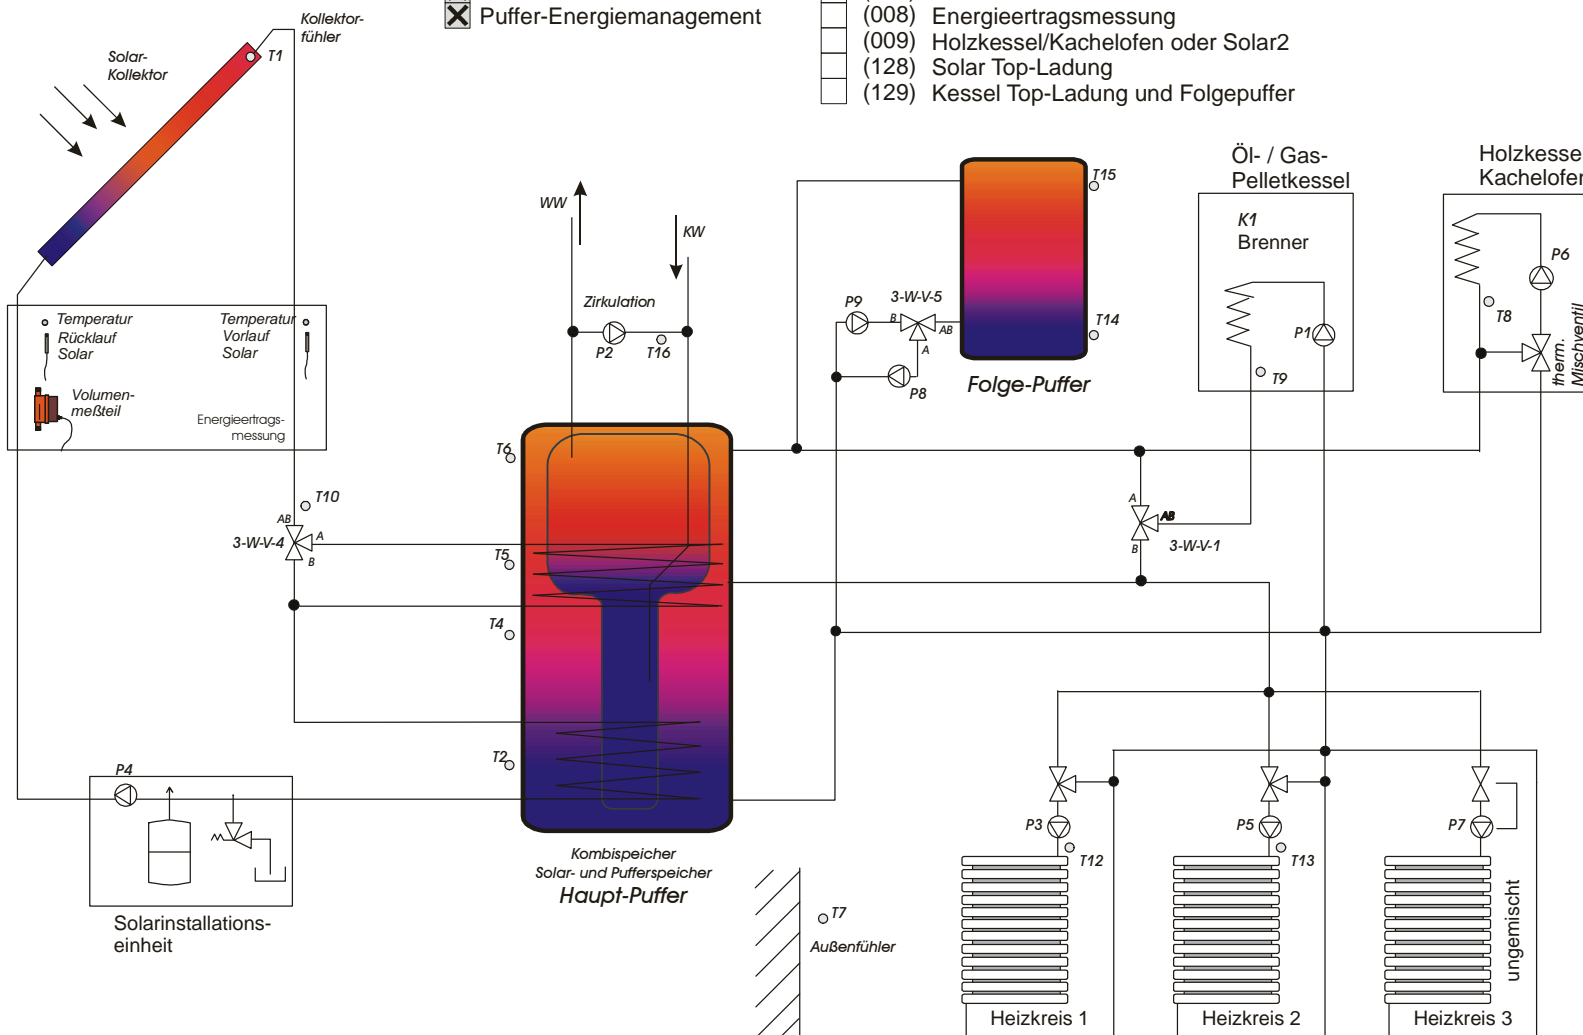 Puffer-Energiemanagement
(008) Energieertragsmessung
(009) Holzkessel/Kachelofen oder Solar2
(128) Solar Top-Ladung
(129) Kessel Top-Ladung und Folgepuffer
Kollektor-
fühler
T1
Solar-
Kollektor
Temperatur
Rücklauf
Solar
Temperatur
Vorlauf
Solar
Volumen-
meßteil
Energieertrags-
messung
T10
AB
3-W-V-4
A
B
WW
KW
Zirkulation
P2
T16
T6
T5
T4
T2
Kombispeicher
Solar- und Pufferspeicher
Haupt-Puffer
P4
Solarinstallations-
einheit
P9
3-W-V-5
B
AB
A
P8
T15
T14
Folge-Puffer
Öl- / Gas-
Pelletkessel
K1
Brenner
P1
T9
Holzkesse
Kachelofen
P6
T8
therm.
Mischventil
A
AB
B
3-W-V-1
P3
T12
P5
T13
P7
ungemischt
T7
Außenfühler
Heizkreis 1
Heizkreis 2
Heizkreis 3